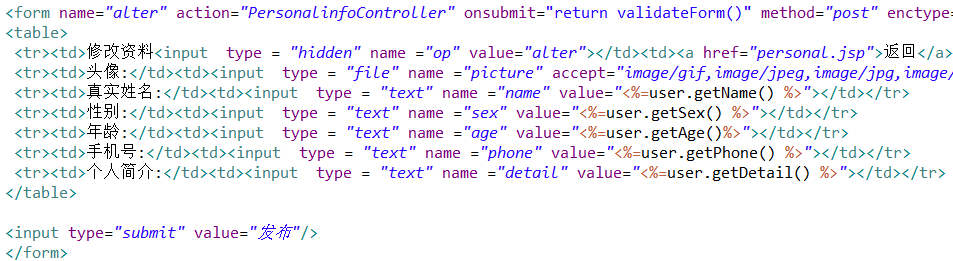 <form name="alter" action="PersonalinfoController" onsubmit="return validateForm()" method="post" enctype=
<table>
<tr><td>修改资料<input  type = "hidden" name ="op" value="alter"></td><td><a href="personal.jsp">返回</a>
<tr><td>头像:</td><td><input  type = "file" name ="picture" accept="image/gif,image/jpeg,image/jpg,image/
<tr><td>真实姓名:</td><td><input  type = "text" name ="name" value="<%=user.getName() %>"></td></tr>
<tr><td>性别:</td><td><input  type = "text" name ="sex" value="<%=user.getSex() %>"></td></tr>
<tr><td>年龄:</td><td><input  type = "text" name ="age" value="<%=user.getAge()%>"></td></tr>
<tr><td>手机号:</td><td><input  type = "text" name ="phone" value="<%=user.getPhone() %>"></td></tr>
<tr><td>个人简介:</td><td><input  type = "text" name ="detail" value="<%=user.getDetail() %>"></td></tr>
</table>
<input type="submit" value="发布"/>
</form>